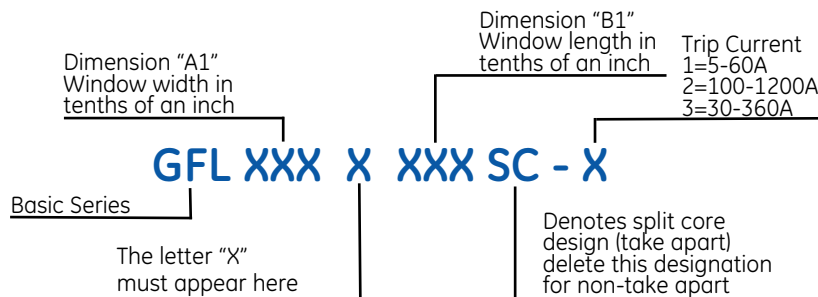 Dimension "A1"
Window width in
tenths of an inch
Dimension "B1"
Window length in
tenths of an inch
Trip Current
1=5-60A
2=100-1200A
3=30-360A
GFL XXX X XXX SC - X
Basic Series
The letter "X"
must appear here
Denotes split core
design (take apart)
delete this designation
for non-take apart